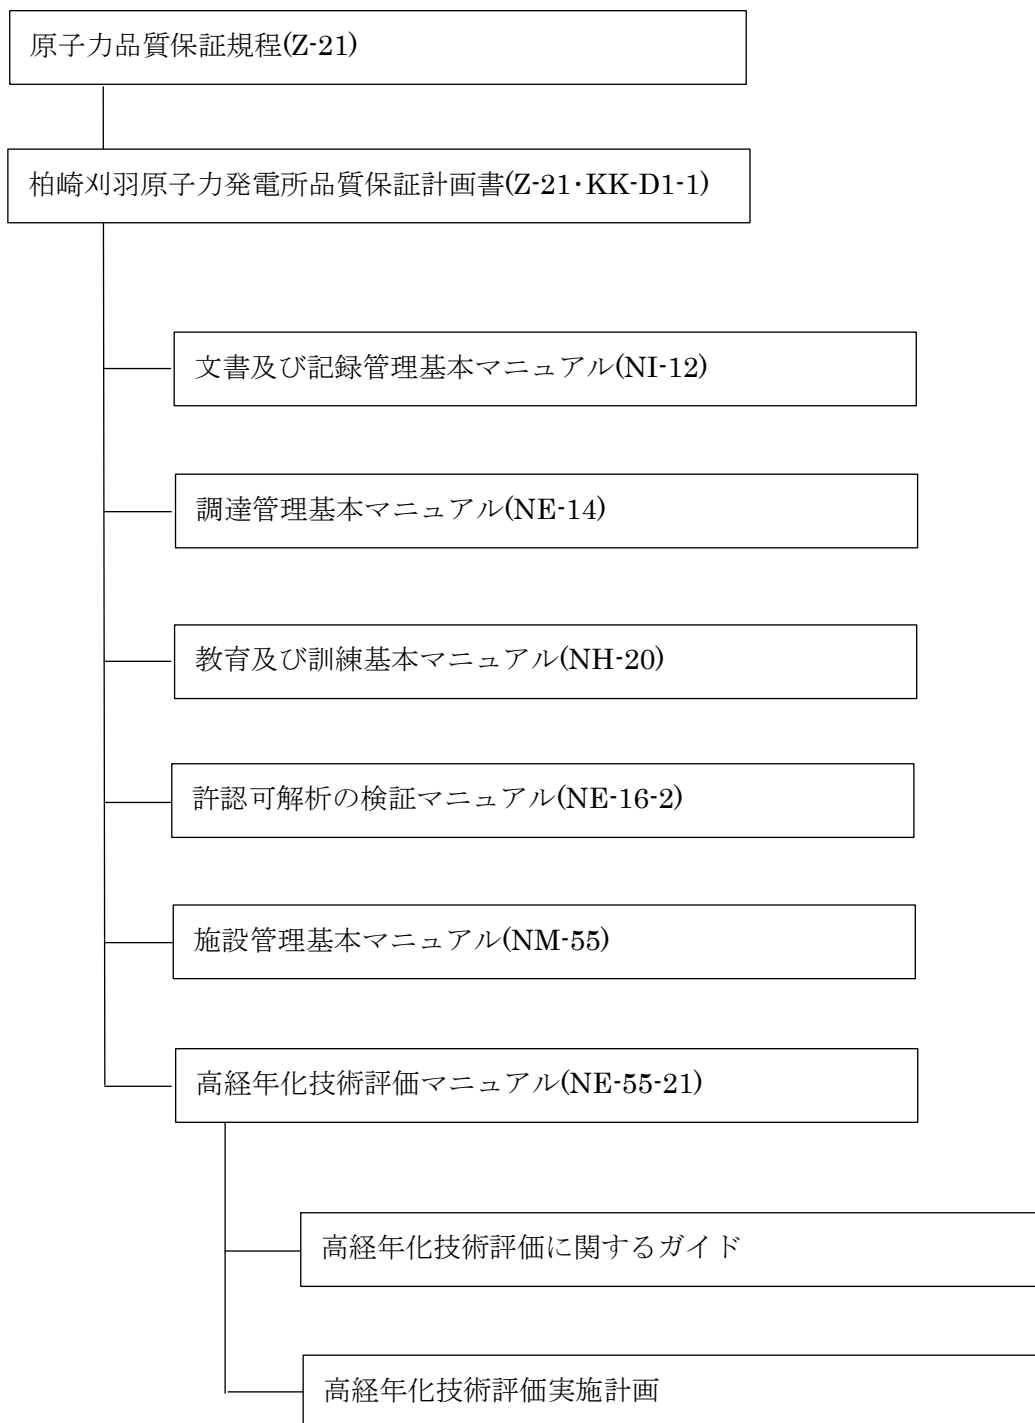 原子力品質保証規程(Z-21)
柏崎刈羽原子力発電所品質保証計画書(Z-21･KK-D1-1)
文書及び記録管理基本マニュアル(NI-12)
調達管理基本マニュアル(NE-14)
教育及び訓練基本マニュアル(NH-20)
許認可解析の検証マニュアル(NE-16-2)
施設管理基本マニュアル(NM-55)
高経年化技術評価マニュアル(NE-55-21)
高経年化技術評価に関するガイド
高経年化技術評価実施計画